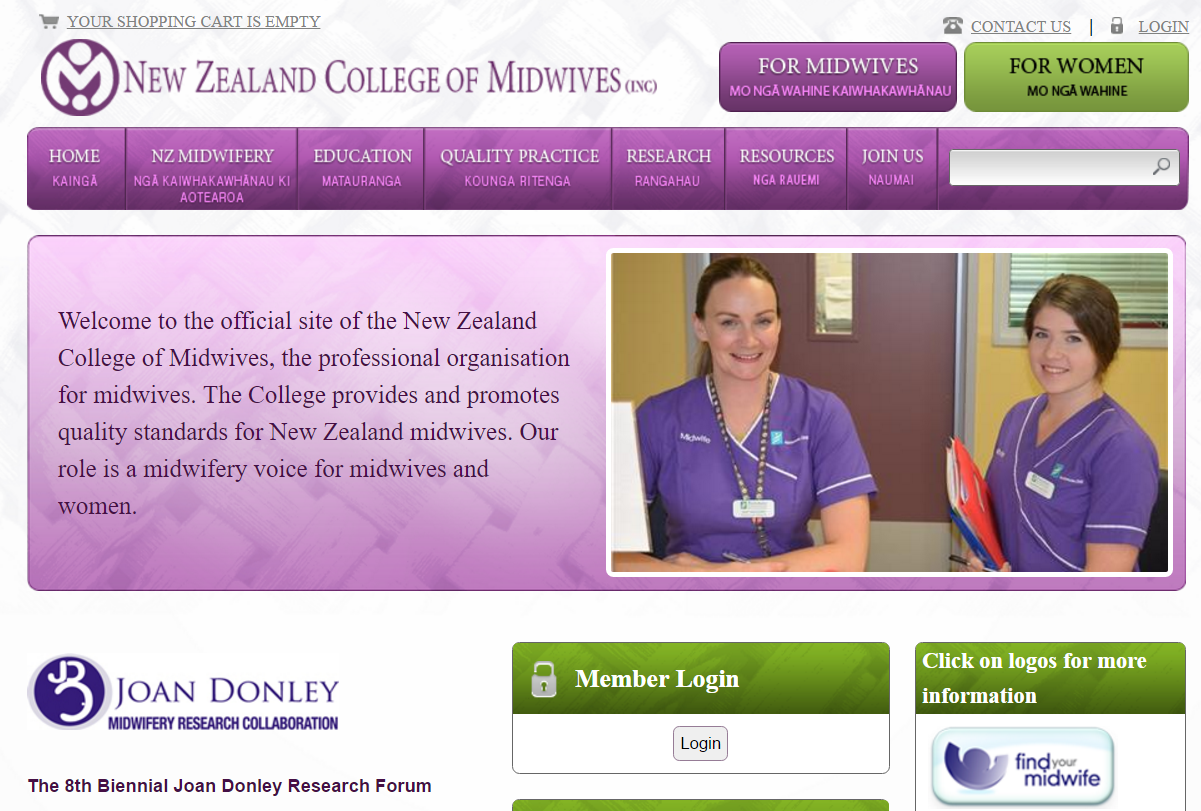 YOUR SHOPPING CART IS EMPTY
CONTACT US | LOGIN
NEW ZEALAND COLLEGE OF MIDWIVES (INC)
FOR MIDWIVES
MO NGĀ WAHINE KAIWHAKAWHĀNAU
FOR WOMEN
MO NGĀ WAHINE
HOME
KAINGĀ
NZ MIDWIFERY
NGĀ KAIWHAKAWHĀNAU KI
AOTEAROA
EDUCATION
MATAURANGA
QUALITY PRACTICE
KOUNGA RITENGA
RESEARCH
RANGAHAU
RESOURCES
NGA RAUEMI
JOIN US
NAUMAI
Welcome to the official site of the New Zealand
College of Midwives, the professional organisation
for midwives. The College provides and promotes
quality standards for New Zealand midwives. Our
role is a midwifery voice for midwives and
women.
Midwife
JOAN DONLEY
MIDWIFERY RESEARCH COLLABORATION
The 8th Biennial Joan Donley Research Forum
Member Login
Login
Click on logos for more
information
find your
midwife